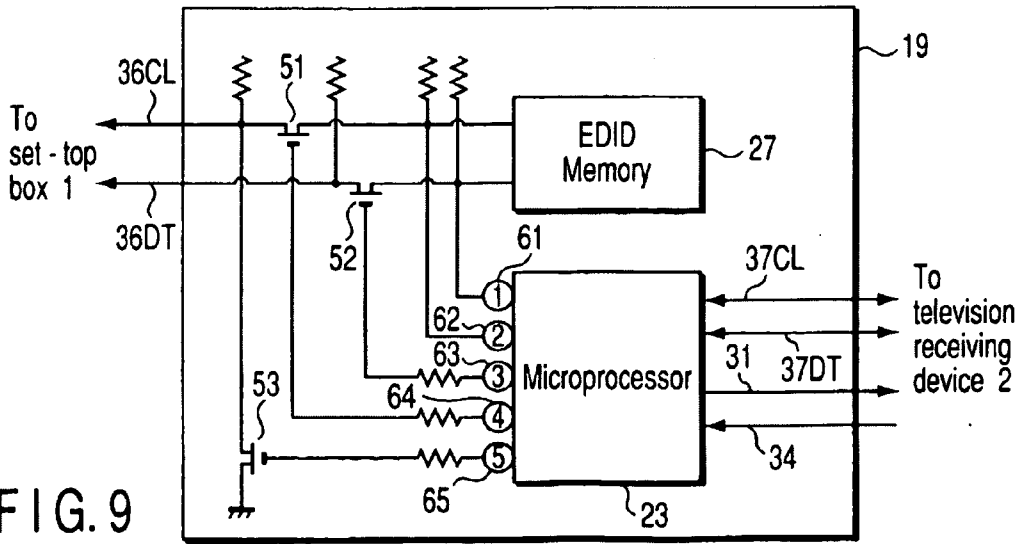 36CL
51
19
To
set-top
box 1
EDID
Memory
27
36DT
52
61
1
37CL
To
television
receiving
device 2
62
2
63
3
Microprocessor
37DT
31
53
64
4
34
5
65
23
FIG. 9